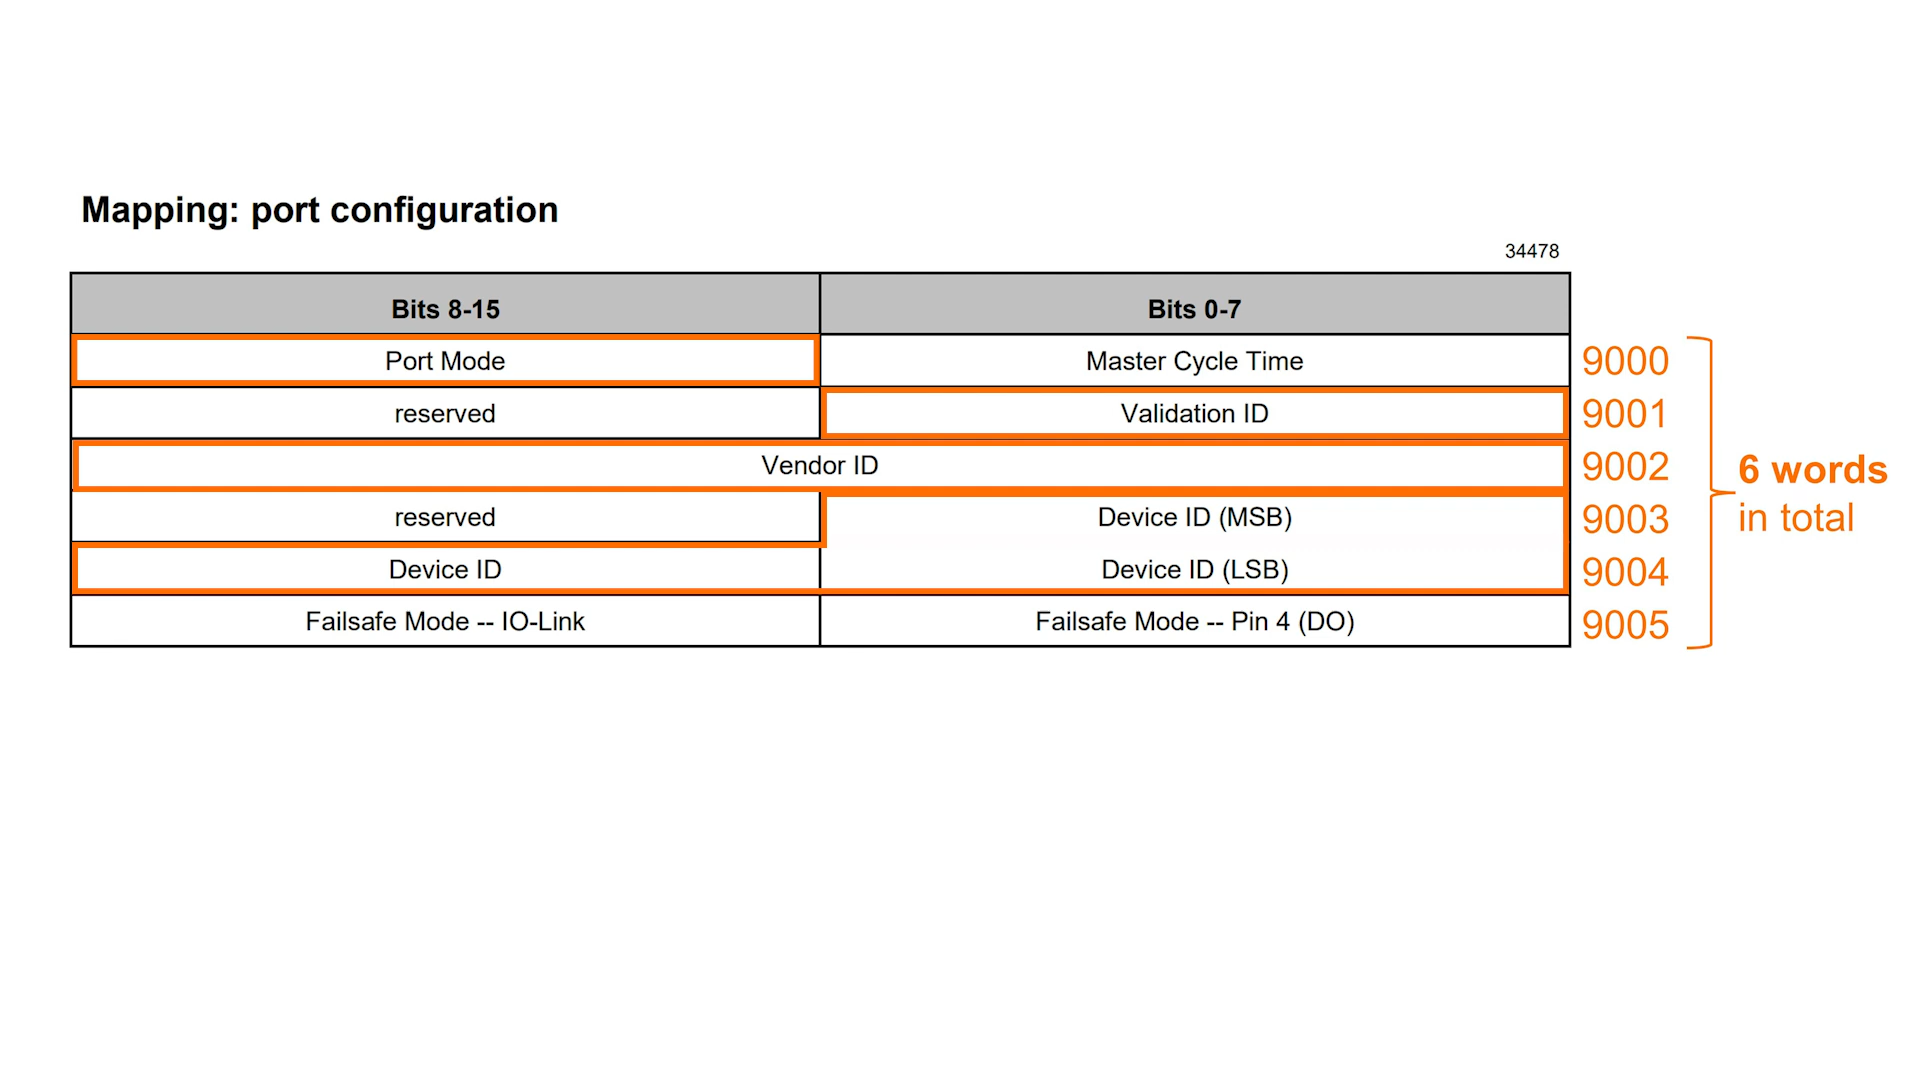 Mapping: port configuration
34478
Bits 8-15 Bits 0-7
Port Mode Master Cycle Time 9000
reserved Validation ID 9001
Vendor ID 9002
reserved Device ID (MSB) 9003
Device ID Device ID (LSB) 9004
Failsafe Mode -- IO-Link Failsafe Mode -- Pin 4 (DO) 9005
6 words
in total